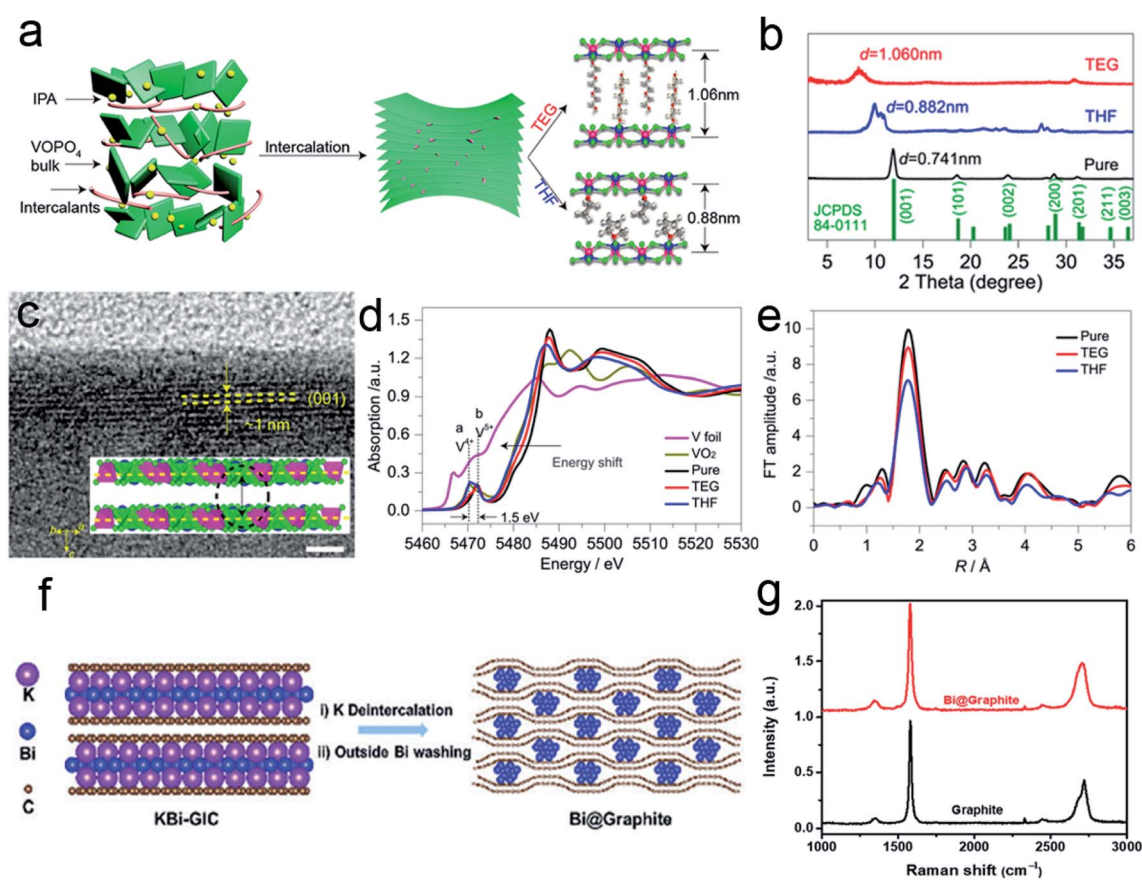 a
IPA
VOPO4
bulk
Intercalants
Intercalation
TEG
THF
1.06nm
0.88nm
b
d=1.060nm
TEG
d=0.882nm
THF
d=0.741nm
Pure
JCPDS
84-0111
(001)
(101)
(002)
(200)
(201)
(211)
(003)
5 10 15 20 25 30 35
2 Theta (degree)
c
(001)
~1 nm
b
a
c
d
1.5
1.2
0.9
0.6
0.3
0.0
Absorption /a.u.
a
V4+
b
V5+
Energy shift
1.5 eV
V foil
VO2
Pure
TEG
THF
5460 5470 5480 5490 5500 5510 5520 5530
Energy / eV
e
10
8
6
4
2
0
FT amplitude /a.u.
Pure
TEG
THF
0 1 2 3 4 5 6
R / Å
f
K
Bi
C
i) K Deintercalation
ii) Outside Bi washing
KBi-GIC
Bi@Graphite
g
2.0
1.5
1.0
0.5
0.0
Intensity (a.u.)
Bi@Graphite
Graphite
1000 1500 2000 2500 3000
Raman shift (cm⁻¹)